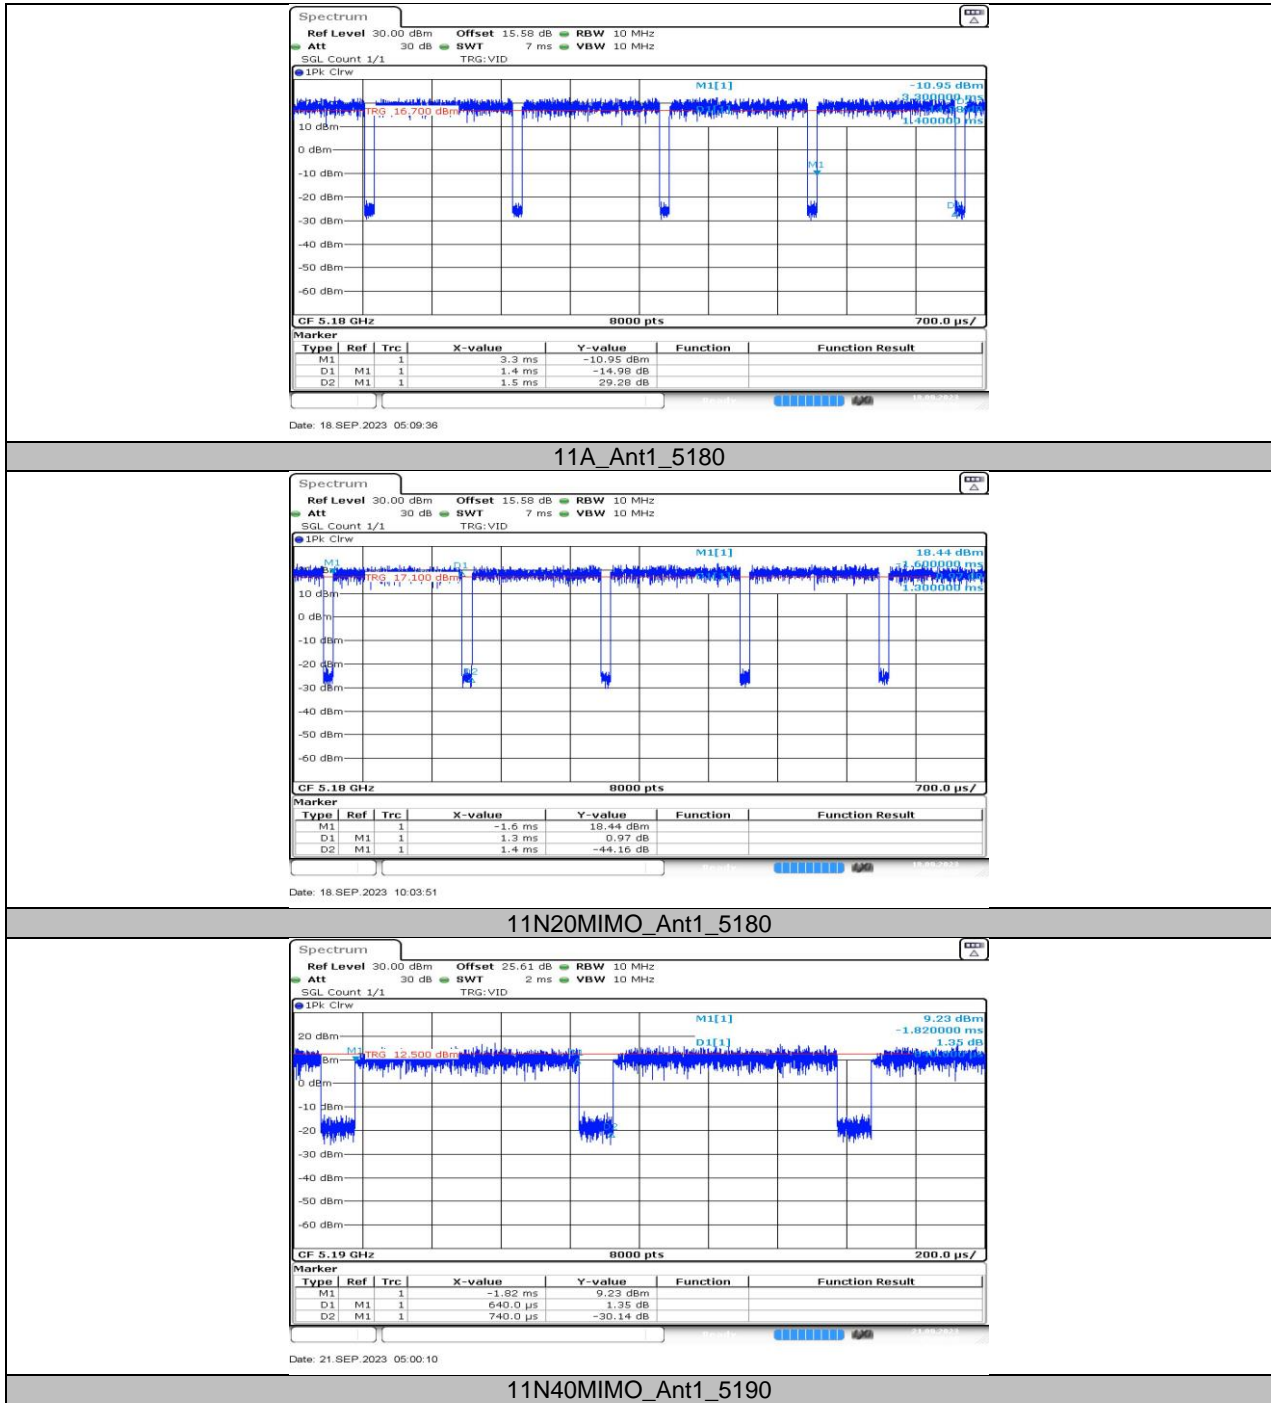 Spectrum
Ref Level 30.00 dBm Offset 15.58 dB RBW 10 MHz
Att 30 dB SWT 7 ms VBW 10 MHz
SGL Count 1/1 TRG:VID
1Pk Clrw
M1[1] -10.95 dBm
3.300000 ms
TRG 16.700 dBm
1.400000 ms
10 dBm
0 dBm
M1
-10 dBm
-20 dBm
-30 dBm
-40 dBm
-50 dBm
-60 dBm
CF 5.18 GHz 8000 pts 700.0 µs/
Marker
Type Ref Trc X-value Y-value Function Function Result
M1 1 3.3 ms -10.95 dBm
D1 M1 1 1.4 ms -14.98 dB
D2 M1 1 1.5 ms 29.28 dB
Date: 18.SEP.2023 05:09:36
11A_Ant1_5180
Spectrum
Ref Level 30.00 dBm Offset 15.58 dB RBW 10 MHz
Att 30 dB SWT 7 ms VBW 10 MHz
SGL Count 1/1 TRG:VID
1Pk Clrw
M1[1] 18.44 dBm
-1.600000 ms
M1 D1
TRG 17.100 dBm
1.300000 ms
10 dBm
0 dBm
-10 dBm
-20 dBm
-30 dBm
-40 dBm
-50 dBm
-60 dBm
CF 5.18 GHz 8000 pts 700.0 µs/
Marker
Type Ref Trc X-value Y-value Function Function Result
M1 1 -1.6 ms 18.44 dBm
D1 M1 1 1.3 ms 0.97 dB
D2 M1 1 1.4 ms -44.16 dB
Date: 18.SEP.2023 10:03:51
11N20MIMO_Ant1_5180
Spectrum
Ref Level 30.00 dBm Offset 25.61 dB RBW 10 MHz
Att 30 dB SWT 2 ms VBW 10 MHz
SGL Count 1/1 TRG:VID
1Pk Clrw
M1[1] 9.23 dBm
-1.820000 ms
20 dBm
D1[1] 1.35 dB
M1 TRG 12.500 dBm
0 dBm
-10 dBm
-20
-30 dBm
-40 dBm
-50 dBm
-60 dBm
CF 5.19 GHz 8000 pts 200.0 µs/
Marker
Type Ref Trc X-value Y-value Function Function Result
M1 1 -1.82 ms 9.23 dBm
D1 M1 1 640.0 µs 1.35 dB
D2 M1 1 740.0 µs -30.14 dB
Date: 21.SEP.2023 05:00:10
11N40MIMO_Ant1_5190